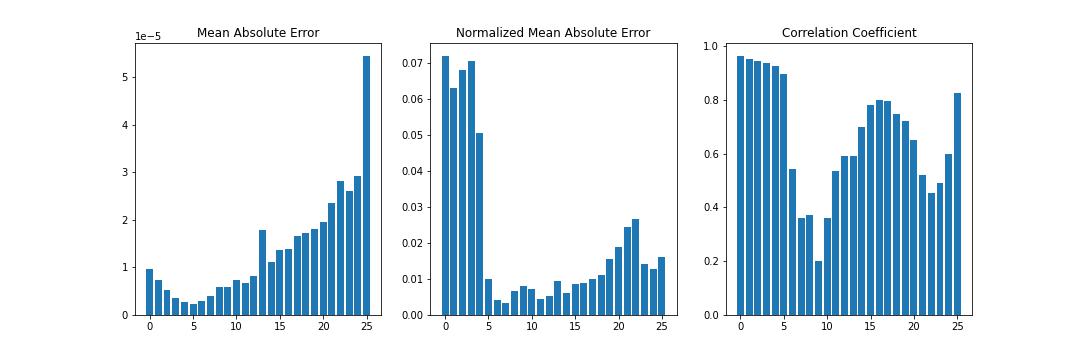 Mean Absolute Error
1e−5
5
4
3
2
1
0
0 5 10 15 20 25
Normalized Mean Absolute Error
0.07
0.06
0.05
0.04
0.03
0.02
0.01
0.00
0 5 10 15 20 25
Correlation Coefficient
1.0
0.8
0.6
0.4
0.2
0.0
0 5 10 15 20 25